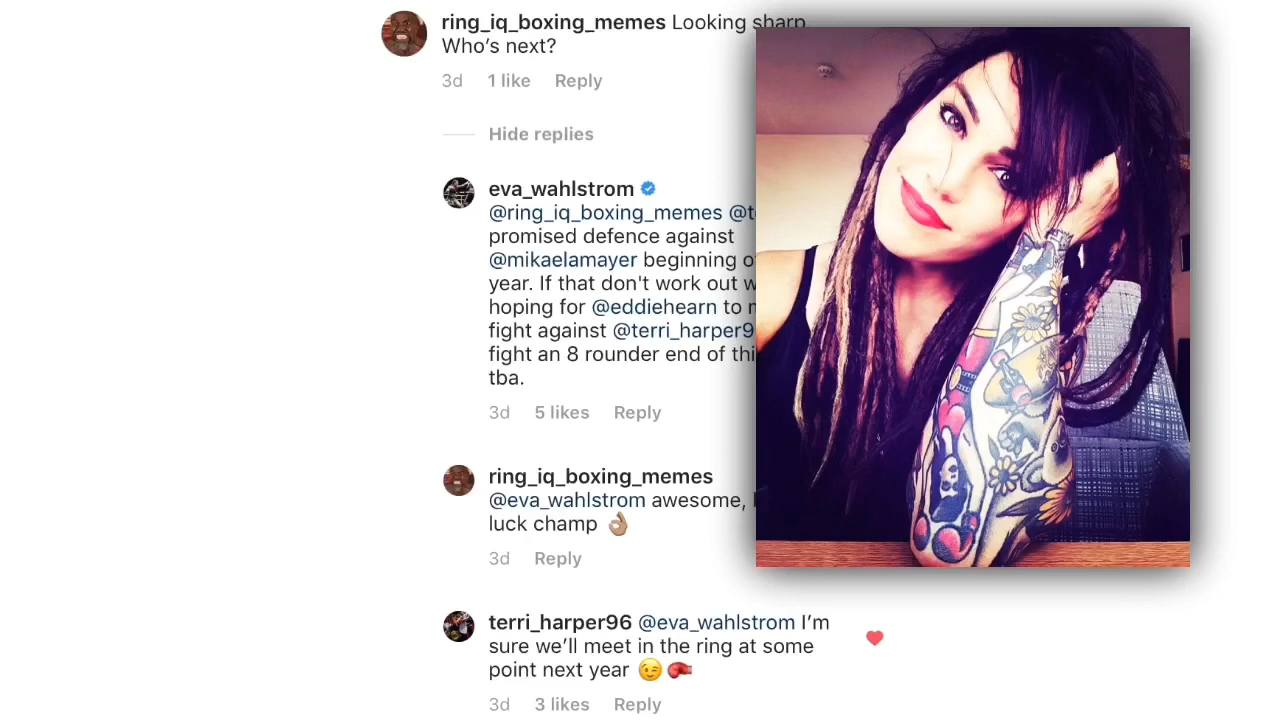 ring_iq_boxing_memes Looking sharp
Who's next?
3d 1 like Reply
Hide replies
eva_wahlstrom
@ring_iq_boxing_memes
promised defence against
@mikaelamayer beginning
year. If that don't work out
hoping for @eddiehearn to
fight against @terri_harper9
fight an 8 rounder end of
tba.
3d 5 likes Reply
ring_iq_boxing_memes
@eva_wahlstrom awesome,
luck champ 👌🏽
3d Reply
terri_harper96 @eva_wahlstrom I'm
sure we'll meet in the ring at some
point next year 😉🥊
3d 3 likes Reply